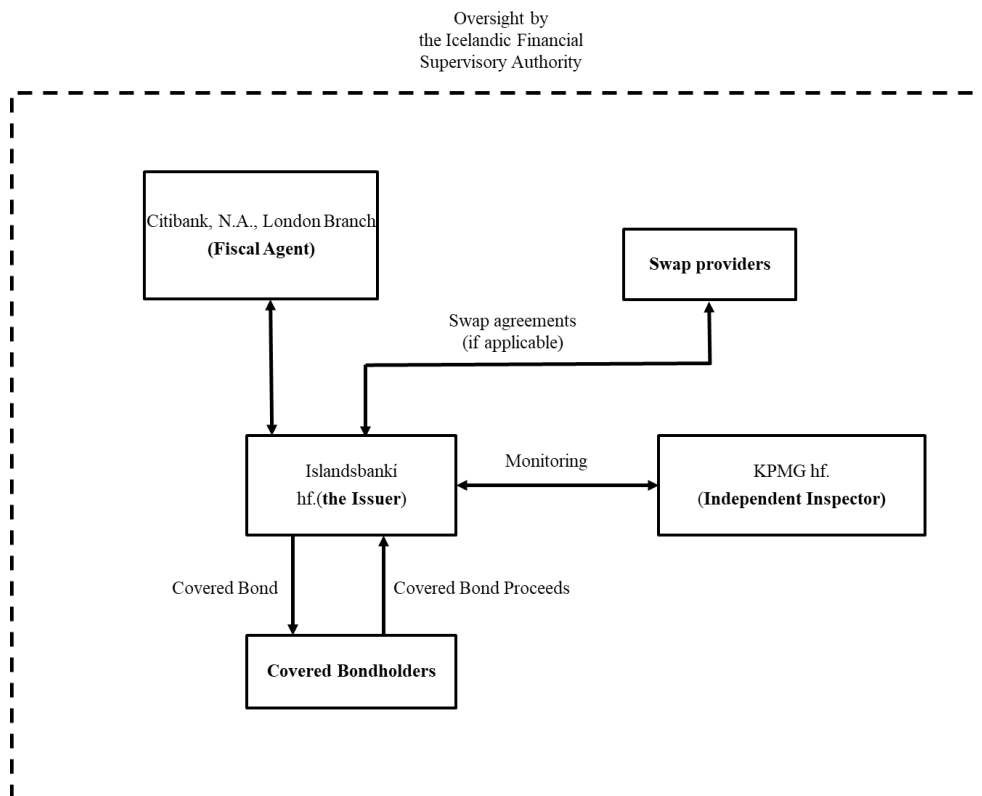 Oversight by
the Icelandic Financial
Supervisory Authority
Citibank, N.A., London Branch
(Fiscal Agent)
Swap providers
Swap agreements
(if applicable)
Islandsbankí
hf.(the Issuer)
Monitoring
KPMG hf.
(Independent Inspector)
Covered Bond
Covered Bond Proceeds
Covered Bondholders